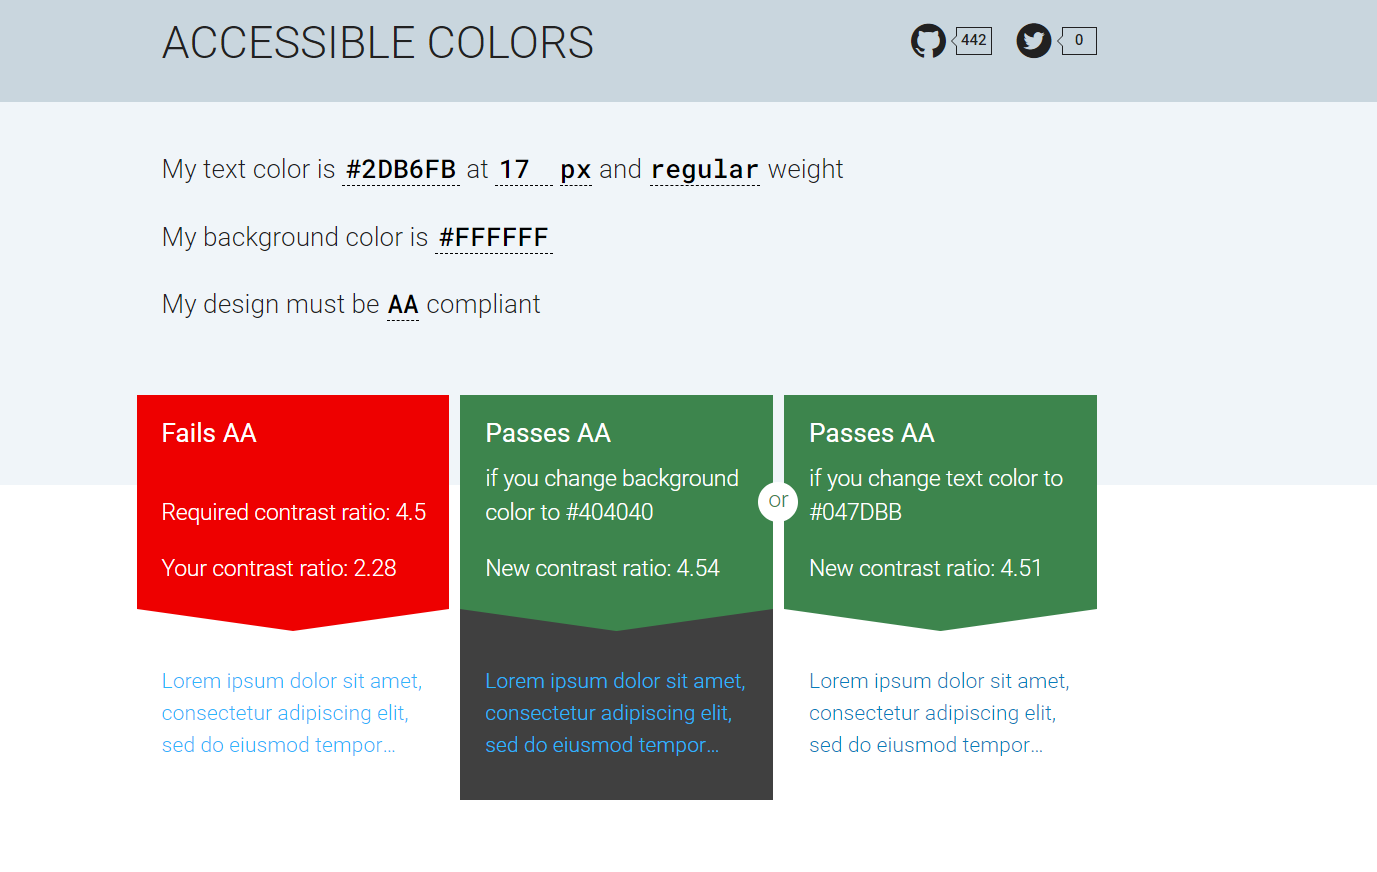 ACCESSIBLE COLORS
442
0
My text color is #2DB6FB at 17 px and regular weight
My background color is #FFFFFF
My design must be AA compliant
Fails AA
Required contrast ratio: 4.5
Your contrast ratio: 2.28
Lorem ipsum dolor sit amet,
consectetur adipiscing elit,
sed do eiusmod tempor...
Passes AA
if you change background
color to #404040
New contrast ratio: 4.54
Lorem ipsum dolor sit amet,
consectetur adipiscing elit,
sed do eiusmod tempor...
or
Passes AA
if you change text color to
#047DBB
New contrast ratio: 4.51
Lorem ipsum dolor sit amet,
consectetur adipiscing elit,
sed do eiusmod tempor...